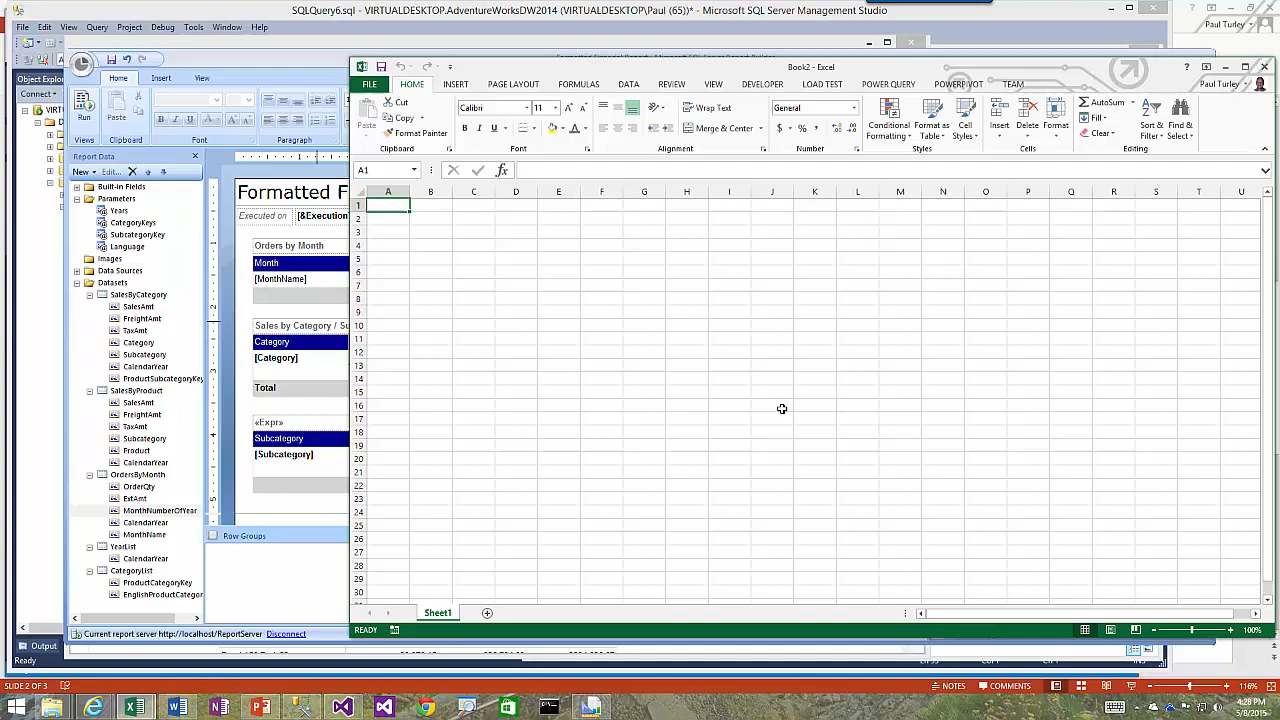 SQLQuery6.sql - VIRTUALDESKTOP.AdventureWorksDW2014 (VIRTUALDESKTOP\Paul (65))* - Microsoft SQL Server Management Studio
File Edit View Query Project Debug Tools Window Help
Paul Turley
Object Explorer
Connect
Home Insert View
Run
Paste
Views Clipboard Font Paragraph
Report Data
New Edit...
Built-in Fields
Parameters
Years
CategoryKeys
SubcategoryKey
Language
Images
Data Sources
Datasets
SalesByCategory
SalesAmt
FreightAmt
TaxAmt
Category
Subcategory
CalendarYear
ProductSubcategoryKey
SalesByProduct
SalesAmt
FreightAmt
TaxAmt
Subcategory
Product
CalendarYear
OrdersByMonth
OrderQty
ExtAmt
MonthNumberOfYear
CalendarYear
MonthName
YearList
CalendarYear
CategoryList
ProductCategoryKey
EnglishProductCategor
Formatted F
Executed on [&Execution
Orders by Month
Month
[MonthName]
Sales by Category / Su
Category
[Category]
Total
«Expr»
Subcategory
[Subcategory]
Row Groups
Current report server http://localhost/ReportServer Disconnect
Output
Ready
Book2 - Excel
FILE HOME INSERT PAGE LAYOUT FORMULAS DATA REVIEW VIEW DEVELOPER LOAD TEST POWER QUERY POWERPIVOT TEAM Paul Turley
Paste
Cut
Copy
Format Painter
Calibri 11
Wrap Text
Merge & Center
General
Conditional Formatting
Format as Table
Cell Styles
Insert Delete Format
AutoSum
Fill
Clear
Sort & Filter
Find & Select
Clipboard Font Alignment Number Styles Cells Editing
A1
A B C D E F G H I J K L M N O P Q R S T U
1
2
3
4
5
6
7
8
9
10
11
12
13
14
15
16
17
18
19
20
21
22
23
24
25
26
27
28
29
30
Sheet1
READY 100%
SLIDE 2 OF 3 NOTES COMMENTS 116%
4:28 PM
5/8/2015